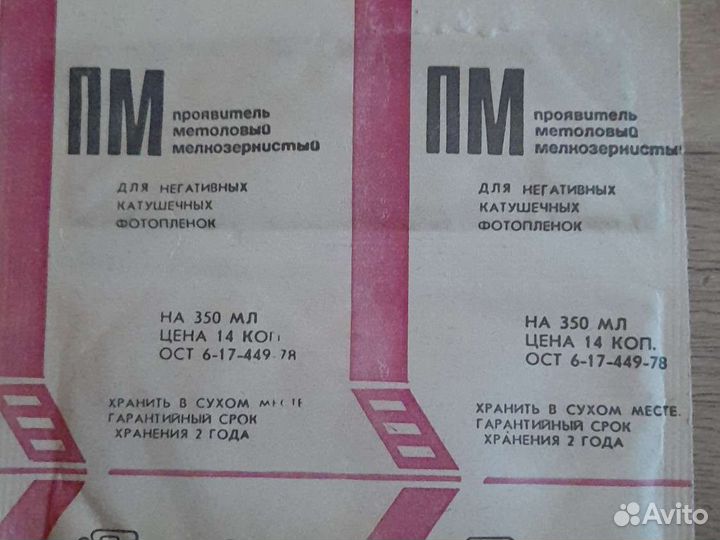 ПМ
проявитель
метоловый
мелкозернистый
ДЛЯ НЕГАТИВНЫХ
КАТУШЕЧНЫХ
ФОТОПЛЕНОК
НА 350 МЛ
ЦЕНА 14 КОП
ОСТ 6-17-449-78
ХРАНИТЬ В СУХОМ МЕСТЕ
ГАРАНТИЙНЫЙ СРОК
ХРАНЕНИЯ 2 ГОДА
ПМ
проявитель
метоловый
мелкозернистый
ДЛЯ НЕГАТИВНЫХ
КАТУШЕЧНЫХ
ФОТОПЛЕНОК
НА 350 МЛ
ЦЕНА 14 КОП.
ОСТ 6-17-449-78
ХРАНИТЬ В СУХОМ МЕСТЕ.
ГАРАНТИЙНЫЙ СРОК
ХРАНЕНИЯ 2 ГОДА
Avito